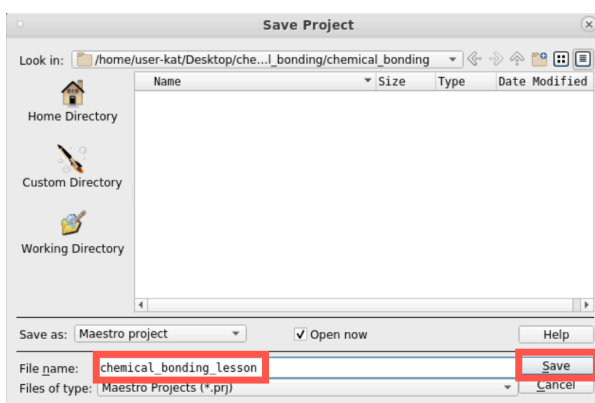 Save Project
Look in: /home/user-kat/Desktop/che...l_bonding/chemical_bonding
Name Size Type Date Modified
Home Directory
Custom Directory
Working Directory
Save as: Maestro project Open now Help
File name: chemical_bonding_lesson Save
Files of type: Maestro Projects (*.prj) Cancel